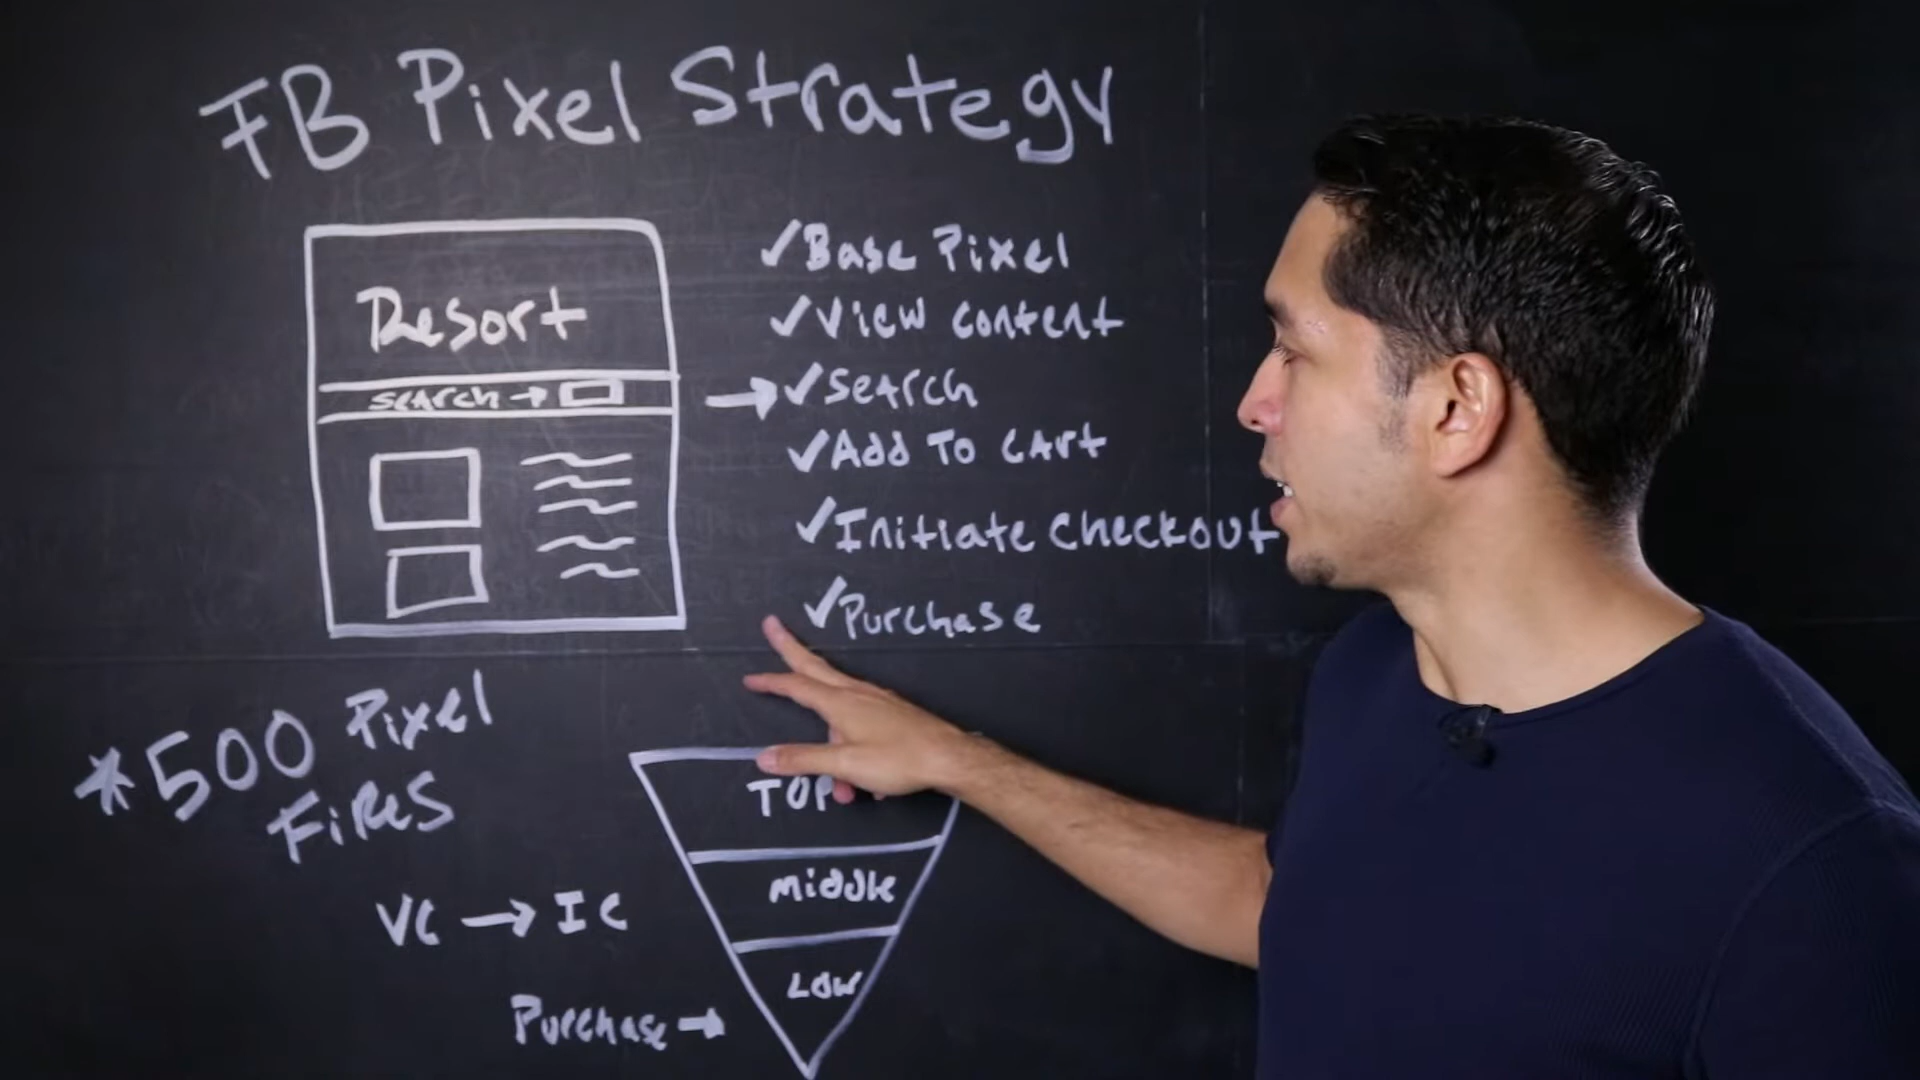 FB Pixel Strategy
Resort
search →
✓Base Pixel
✓View Content
→ ✓Search
✓Add To Cart
✓Initiate Checkout
✓Purchase
*500 Pixel
Fires
TOP
Middle
Low
VC → IC
Purchase →